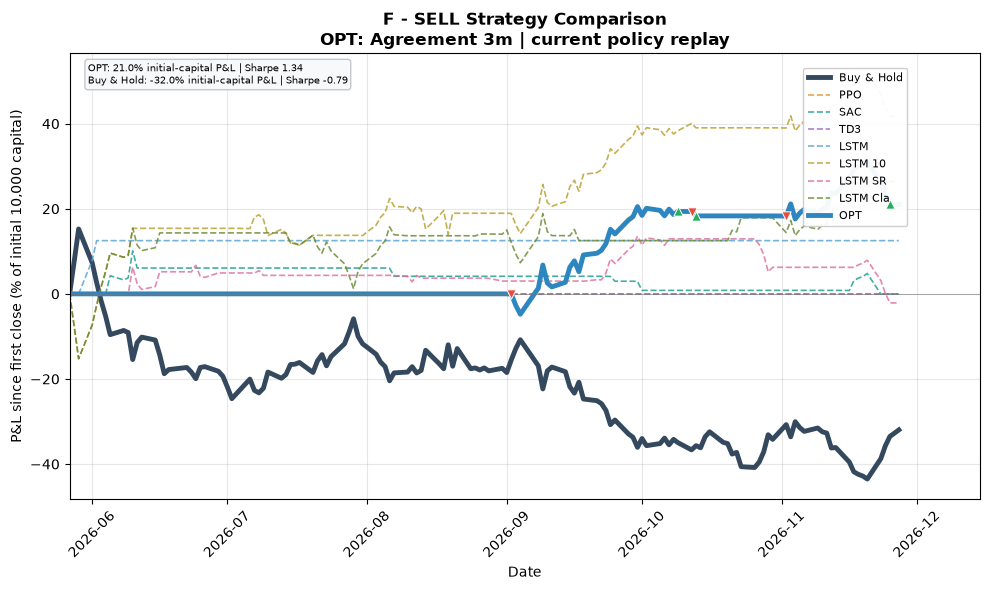 F - SELL Strategy Comparison
OPT: Agreement 3m | current policy replay
OPT: 21.0% initial-capital P&L | Sharpe 1.34
Buy & Hold: -32.0% initial-capital P&L | Sharpe -0.79
Buy & Hold
PPO
SAC
TD3
LSTM
LSTM 10
LSTM SR
LSTM Cla
OPT
P&L since first close (% of initial 10,000 capital)
40
20
0
−20
−40
2026-06
2026-07
2026-08
2026-09
2026-10
2026-11
2026-12
Date